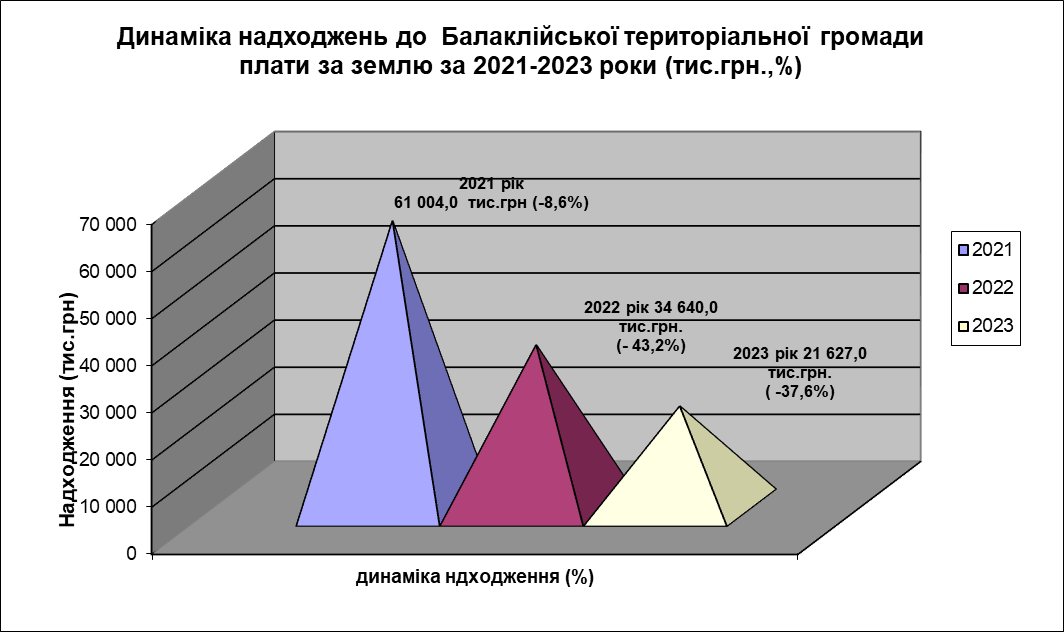 Динаміка надходжень до  Балаклійської територіальної  громади
плати за землю за 2021-2023 роки (тис.грн.,%)
2021 рік
61 004,0  тис.грн (-8,6%)
2022 рік 34 640,0
тис.грн.
(- 43,2%)
2023 рік 21 627,0
тис.грн.
( -37,6%)
70 000
60 000
50 000
40 000
30 000
20 000
10 000
0
Надходження (тис.грн)
динаміка ндходження (%)
2021
2022
2023